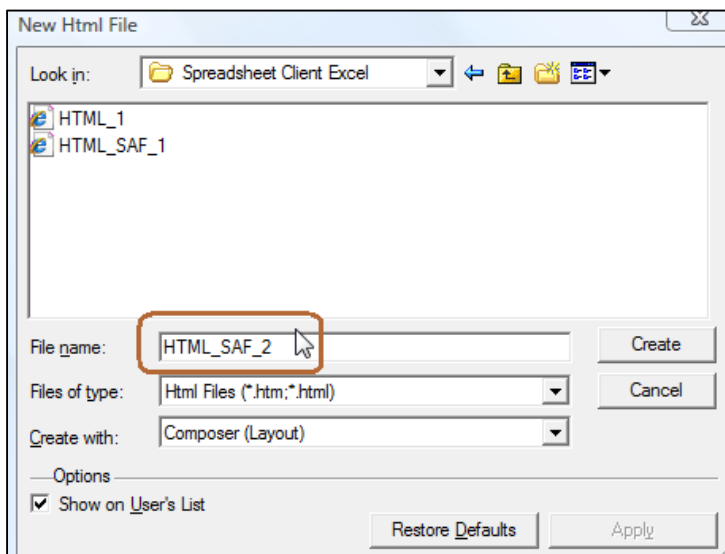 New Html File
Look in: Spreadsheet Client Excel
HTML_1
HTML_SAF_1
File name: HTML_SAF_2 Create
Files of type: Html Files (*.htm;*.html) Cancel
Create with: Composer (Layout)
Options
Show on User's List
Restore Defaults Apply